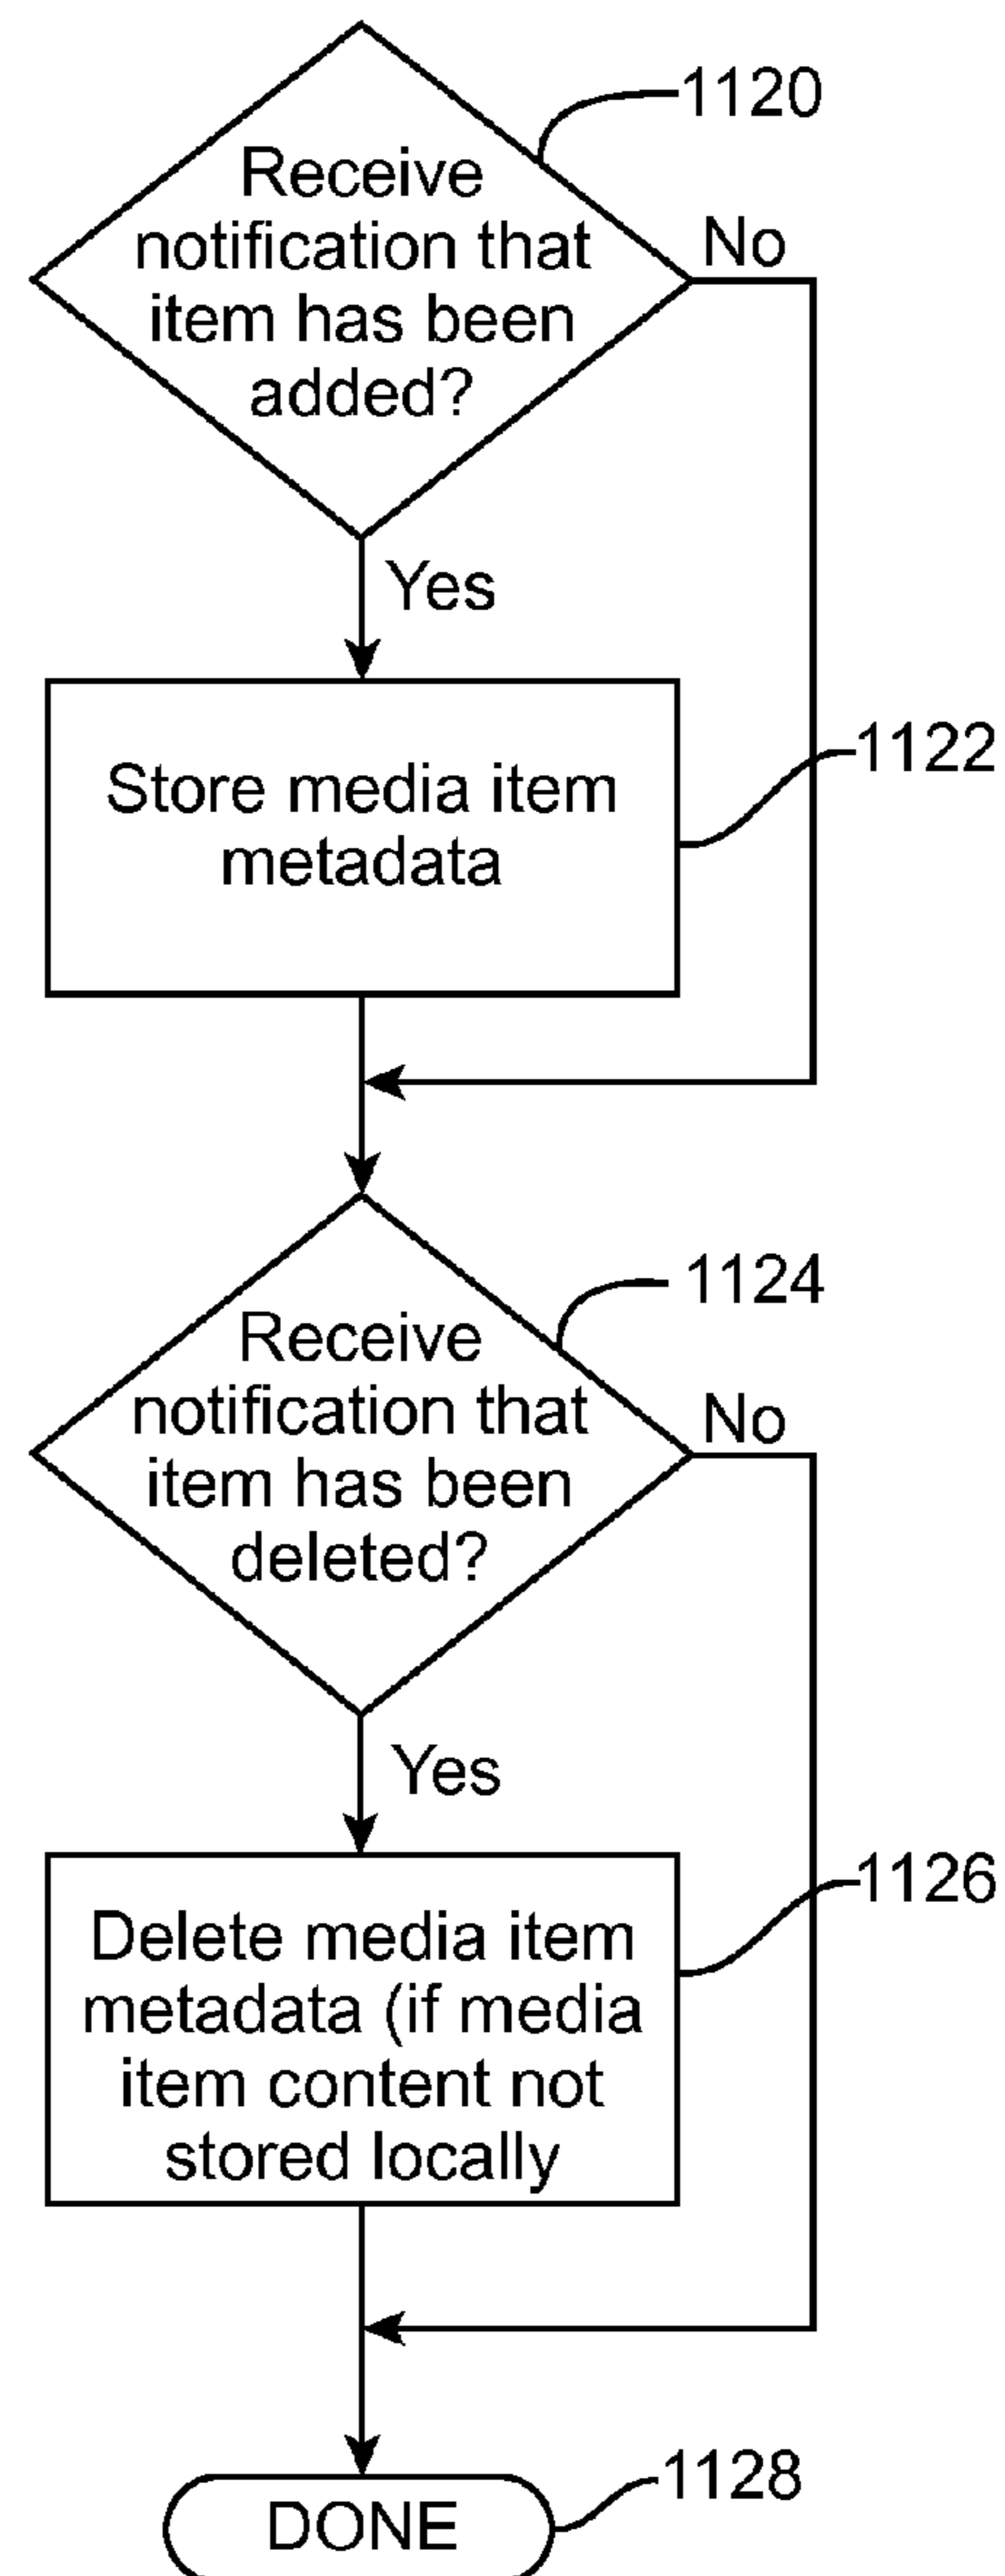 1120
Receive
notification that
item has been
added?
No
Yes
Store media item
metadata
1122
1124
Receive
notification that
item has been
deleted?
No
Yes
1126
Delete media item
metadata (if media
item content not
stored locally
1128
DONE